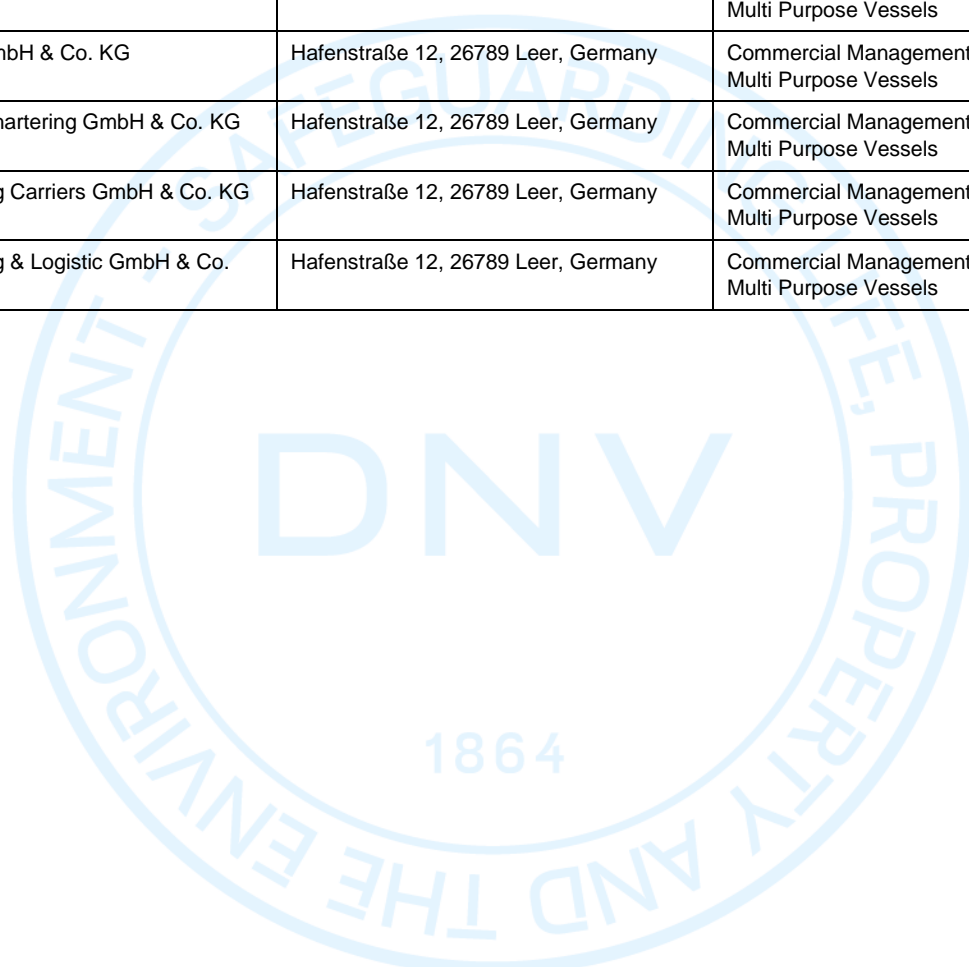 Multi Purpose Vessels
mbH & Co. KG Hafenstraße 12, 26789 Leer, Germany Commercial Management
Multi Purpose Vessels
hartering GmbH & Co. KG Hafenstraße 12, 26789 Leer, Germany Commercial Management
Multi Purpose Vessels
g Carriers GmbH & Co. KG Hafenstraße 12, 26789 Leer, Germany Commercial Management
Multi Purpose Vessels
g & Logistic GmbH & Co. Hafenstraße 12, 26789 Leer, Germany Commercial Management
Multi Purpose Vessels
SAFEGUARDING LIFE, PROPERTY AND THE ENVIRONMENT -
DNV
1864